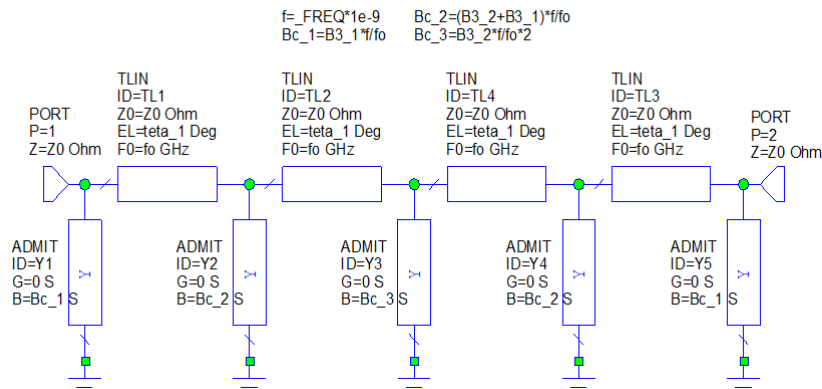 f=_FREQ*1e-9
Bc_1=B3_1*f/fo
Bc_2=(B3_2+B3_1)*f/fo
Bc_3=B3_2*f/fo*2
PORT
P=1
Z=Z0 Ohm
TLIN
ID=TL1
Z0=Z0 Ohm
EL=teta_1 Deg
F0=fo GHz
TLIN
ID=TL2
Z0=Z0 Ohm
EL=teta_1 Deg
F0=fo GHz
TLIN
ID=TL4
Z0=Z0 Ohm
EL=teta_1 Deg
F0=fo GHz
TLIN
ID=TL3
Z0=Z0 Ohm
EL=teta_1 Deg
F0=fo GHz
PORT
P=2
Z=Z0 Ohm
ADMIT
ID=Y1
G=0 S
B=Bc_1 S
Y
ADMIT
ID=Y2
G=0 S
B=Bc_2 S
Y
ADMIT
ID=Y3
G=0 S
B=Bc_3 S
Y
ADMIT
ID=Y4
G=0 S
B=Bc_2 S
Y
ADMIT
ID=Y5
G=0 S
B=Bc_1 S
Y